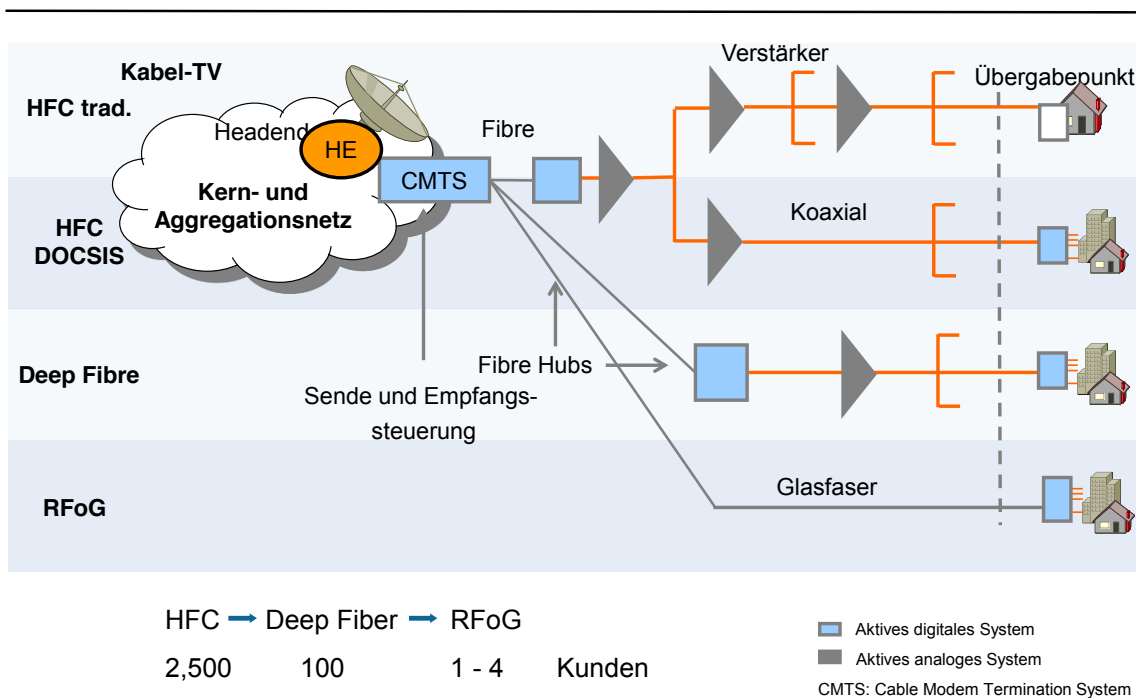 Kabel-TV
HFC trad.
Headend
HE
Kern- und
Aggregationsnetz
CMTS
Fibre
Verstärker
Übergabepunkt
HFC
DOCSIS
Koaxial
Deep Fibre
Fibre Hubs
Sende und Empfangs-
steuerung
RFoG
Glasfaser
HFC Deep Fiber RFoG
2,500 100 1 - 4 Kunden
Aktives digitales System
Aktives analoges System
CMTS: Cable Modem Termination System